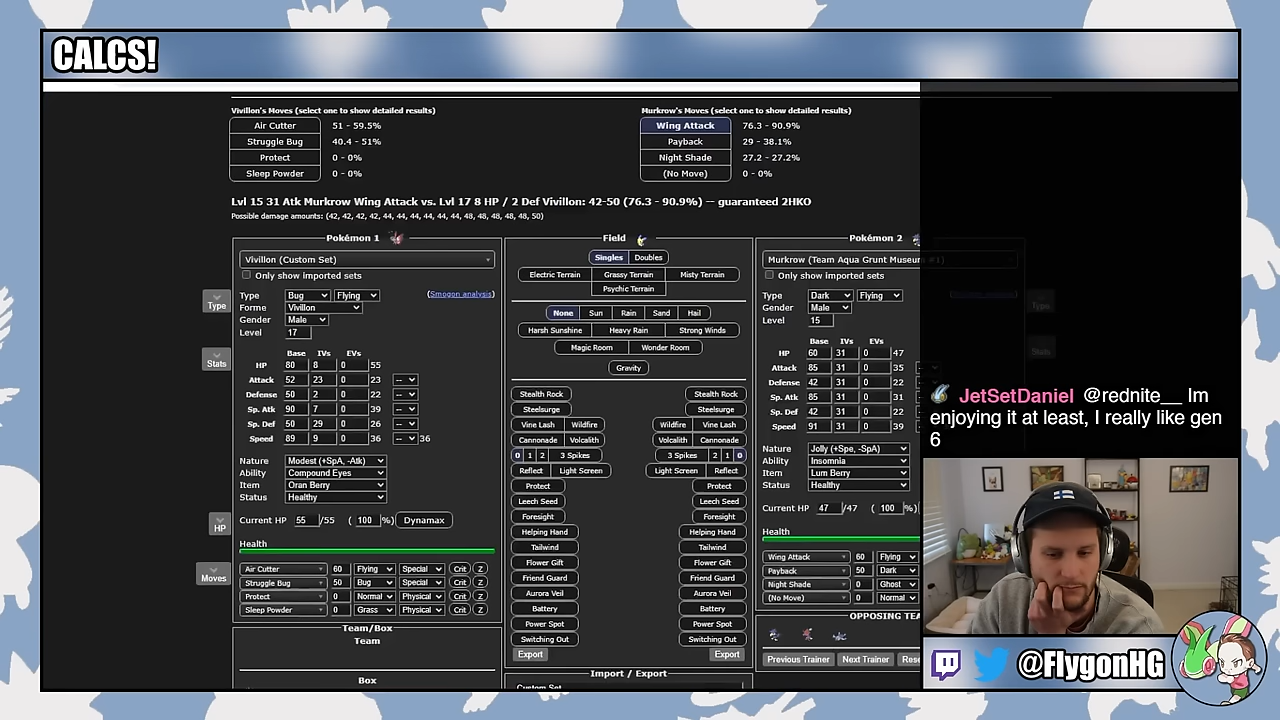 CALCS!
Vivillon's Moves (select one to show detailed results)
Air Cutter 51 - 59.5%
Struggle Bug 40.4 - 51%
Protect 0 - 0%
Sleep Powder 0 - 0%
Murkrow's Moves (select one to show detailed results)
Wing Attack 76.3 - 90.9%
Payback 29 - 38.1%
Night Shade 27.2 - 27.2%
(No Move) 0 - 0%
Lvl 15 31 Atk Murkrow Wing Attack vs. Lvl 17 8 HP / 2 Def Vivillon: 42-50 (76.3 - 90.9%) -- guaranteed 2HKO
Possible damage amounts: (42, 42, 42, 42, 44, 44, 44, 44, 44, 44, 48, 48, 48, 48, 48, 50)
Type
Stats
HP
Moves
Pokémon 1
Vivillon (Custom Set)
Only show imported sets
Type Bug Flying (Smogon analysis)
Forme Vivillon
Gender Male
Level 17
Base IVs EVs
HP 80 8 0 55
Attack 52 23 0 23 --
Defense 50 2 0 22 --
Sp. Atk 90 7 0 39 --
Sp. Def 50 29 0 26 --
Speed 89 9 0 36 -- 36
Nature Modest (+SpA, -Atk)
Ability Compound Eyes
Item Oran Berry
Status Healthy
Current HP 55 /55 ( 100 %) Dynamax
Health
Air Cutter 60 Flying Special Crit Z
Struggle Bug 50 Bug Special Crit Z
Protect 0 Normal Physical Crit Z
Sleep Powder 0 Grass Physical Crit Z
Team/Box
Team
Box
Field
Singles Doubles
Electric Terrain Grassy Terrain Misty Terrain
Psychic Terrain
None Sun Rain Sand Hail
Harsh Sunshine Heavy Rain Strong Winds
Magic Room Wonder Room
Gravity
Stealth Rock Stealth Rock
Steelsurge Steelsurge
Vine Lash Wildfire Wildfire Vine Lash
Cannonade Volcalith Volcalith Cannonade
0 1 2 3 Spikes 3 Spikes 2 1 0
Reflect Light Screen Light Screen Reflect
Protect Protect
Leech Seed Leech Seed
Foresight Foresight
Helping Hand Helping Hand
Tailwind Tailwind
Flower Gift Flower Gift
Friend Guard Friend Guard
Aurora Veil Aurora Veil
Battery Battery
Power Spot Power Spot
Switching Out Switching Out
Export Export
Import / Export
Custom Set
Pokémon 2
Murkrow (Team Aqua Grunt Museum #1)
Only show imported sets
Type Dark Flying
Gender Male
Level 15
Base IVs EVs
HP 60 31 0 47
Attack 85 31 0 35
Defense 42 31 0 22
Sp. Atk 85 31 0 31
Sp. Def 42 31 0 22
Speed 91 31 0 39
Nature Jolly (+Spe, -SpA)
Ability Insomnia
Item Lum Berry
Status Healthy
Current HP 47 /47 ( 100 %)
Health
Wing Attack 60 Flying
Payback 50 Dark
Night Shade 0 Ghost
(No Move) 0 Normal
OPPOSING TEA
Previous Trainer Next Trainer Rese
Type
Stats
JetSetDaniel @rednite__ Im
enjoying it at least, I really like gen
6
@FlygonHG